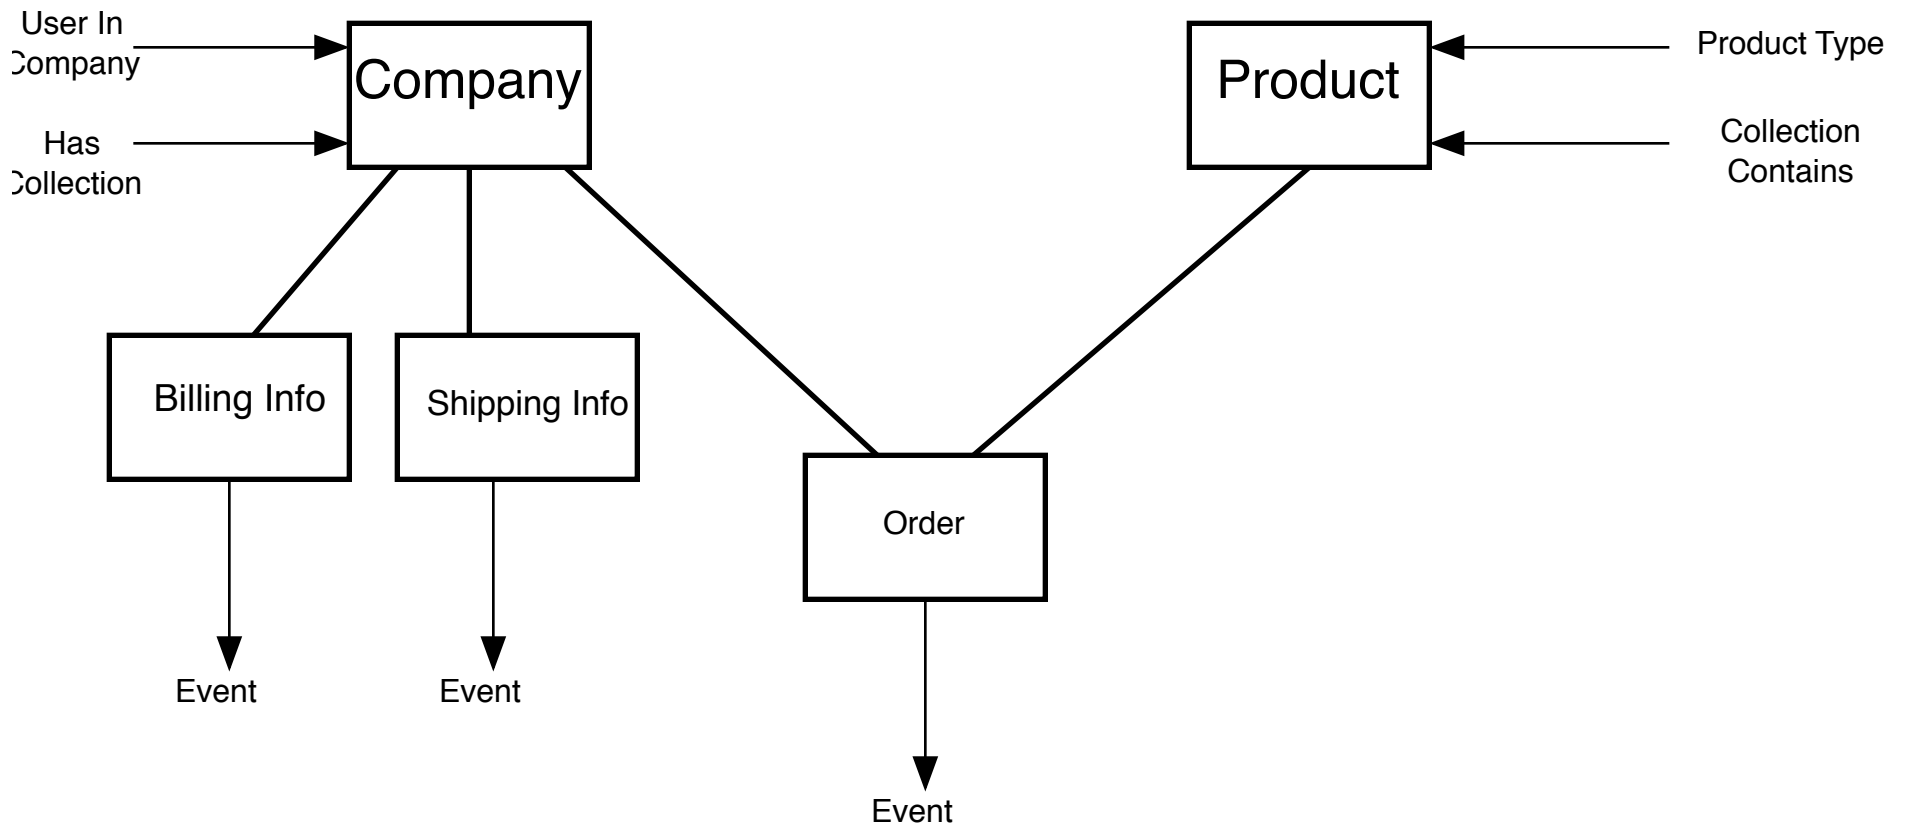 User In
Company
Has
Collection
Company
Product
Product Type
Collection
Contains
Billing Info
Shipping Info
Order
Event
Event
Event